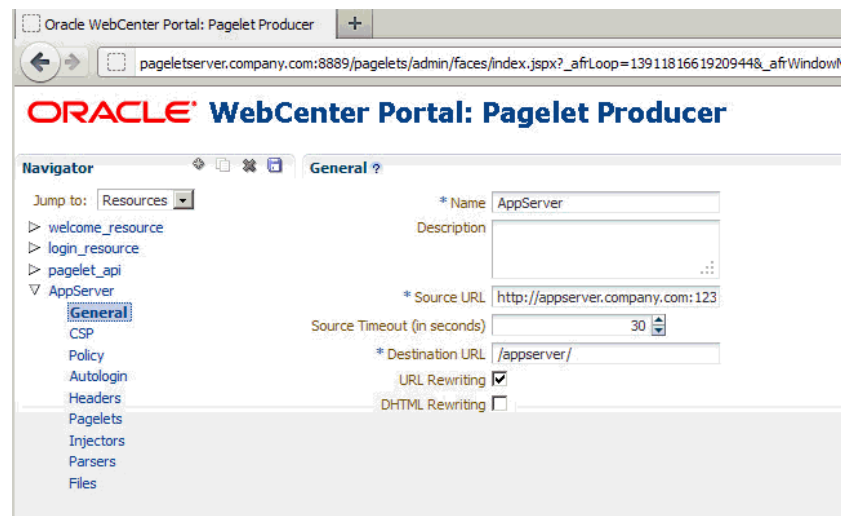 Oracle WebCenter Portal: Pagelet Producer
pageletserver.company.com:8889/pagelets/admin/faces/index.jspx?_afrLoop=1391181661920944&_afrWindowM
ORACLE WebCenter Portal: Pagelet Producer
Navigator
Jump to: Resources
welcome_resource
login_resource
pagelet_api
AppServer
General
CSP
Policy
Autologin
Headers
Pagelets
Injectors
Parsers
Files
General ?
* Name AppServer
Description
* Source URL http://appserver.company.com:123
Source Timeout (in seconds) 30
* Destination URL /appserver/
URL Rewriting
DHTML Rewriting